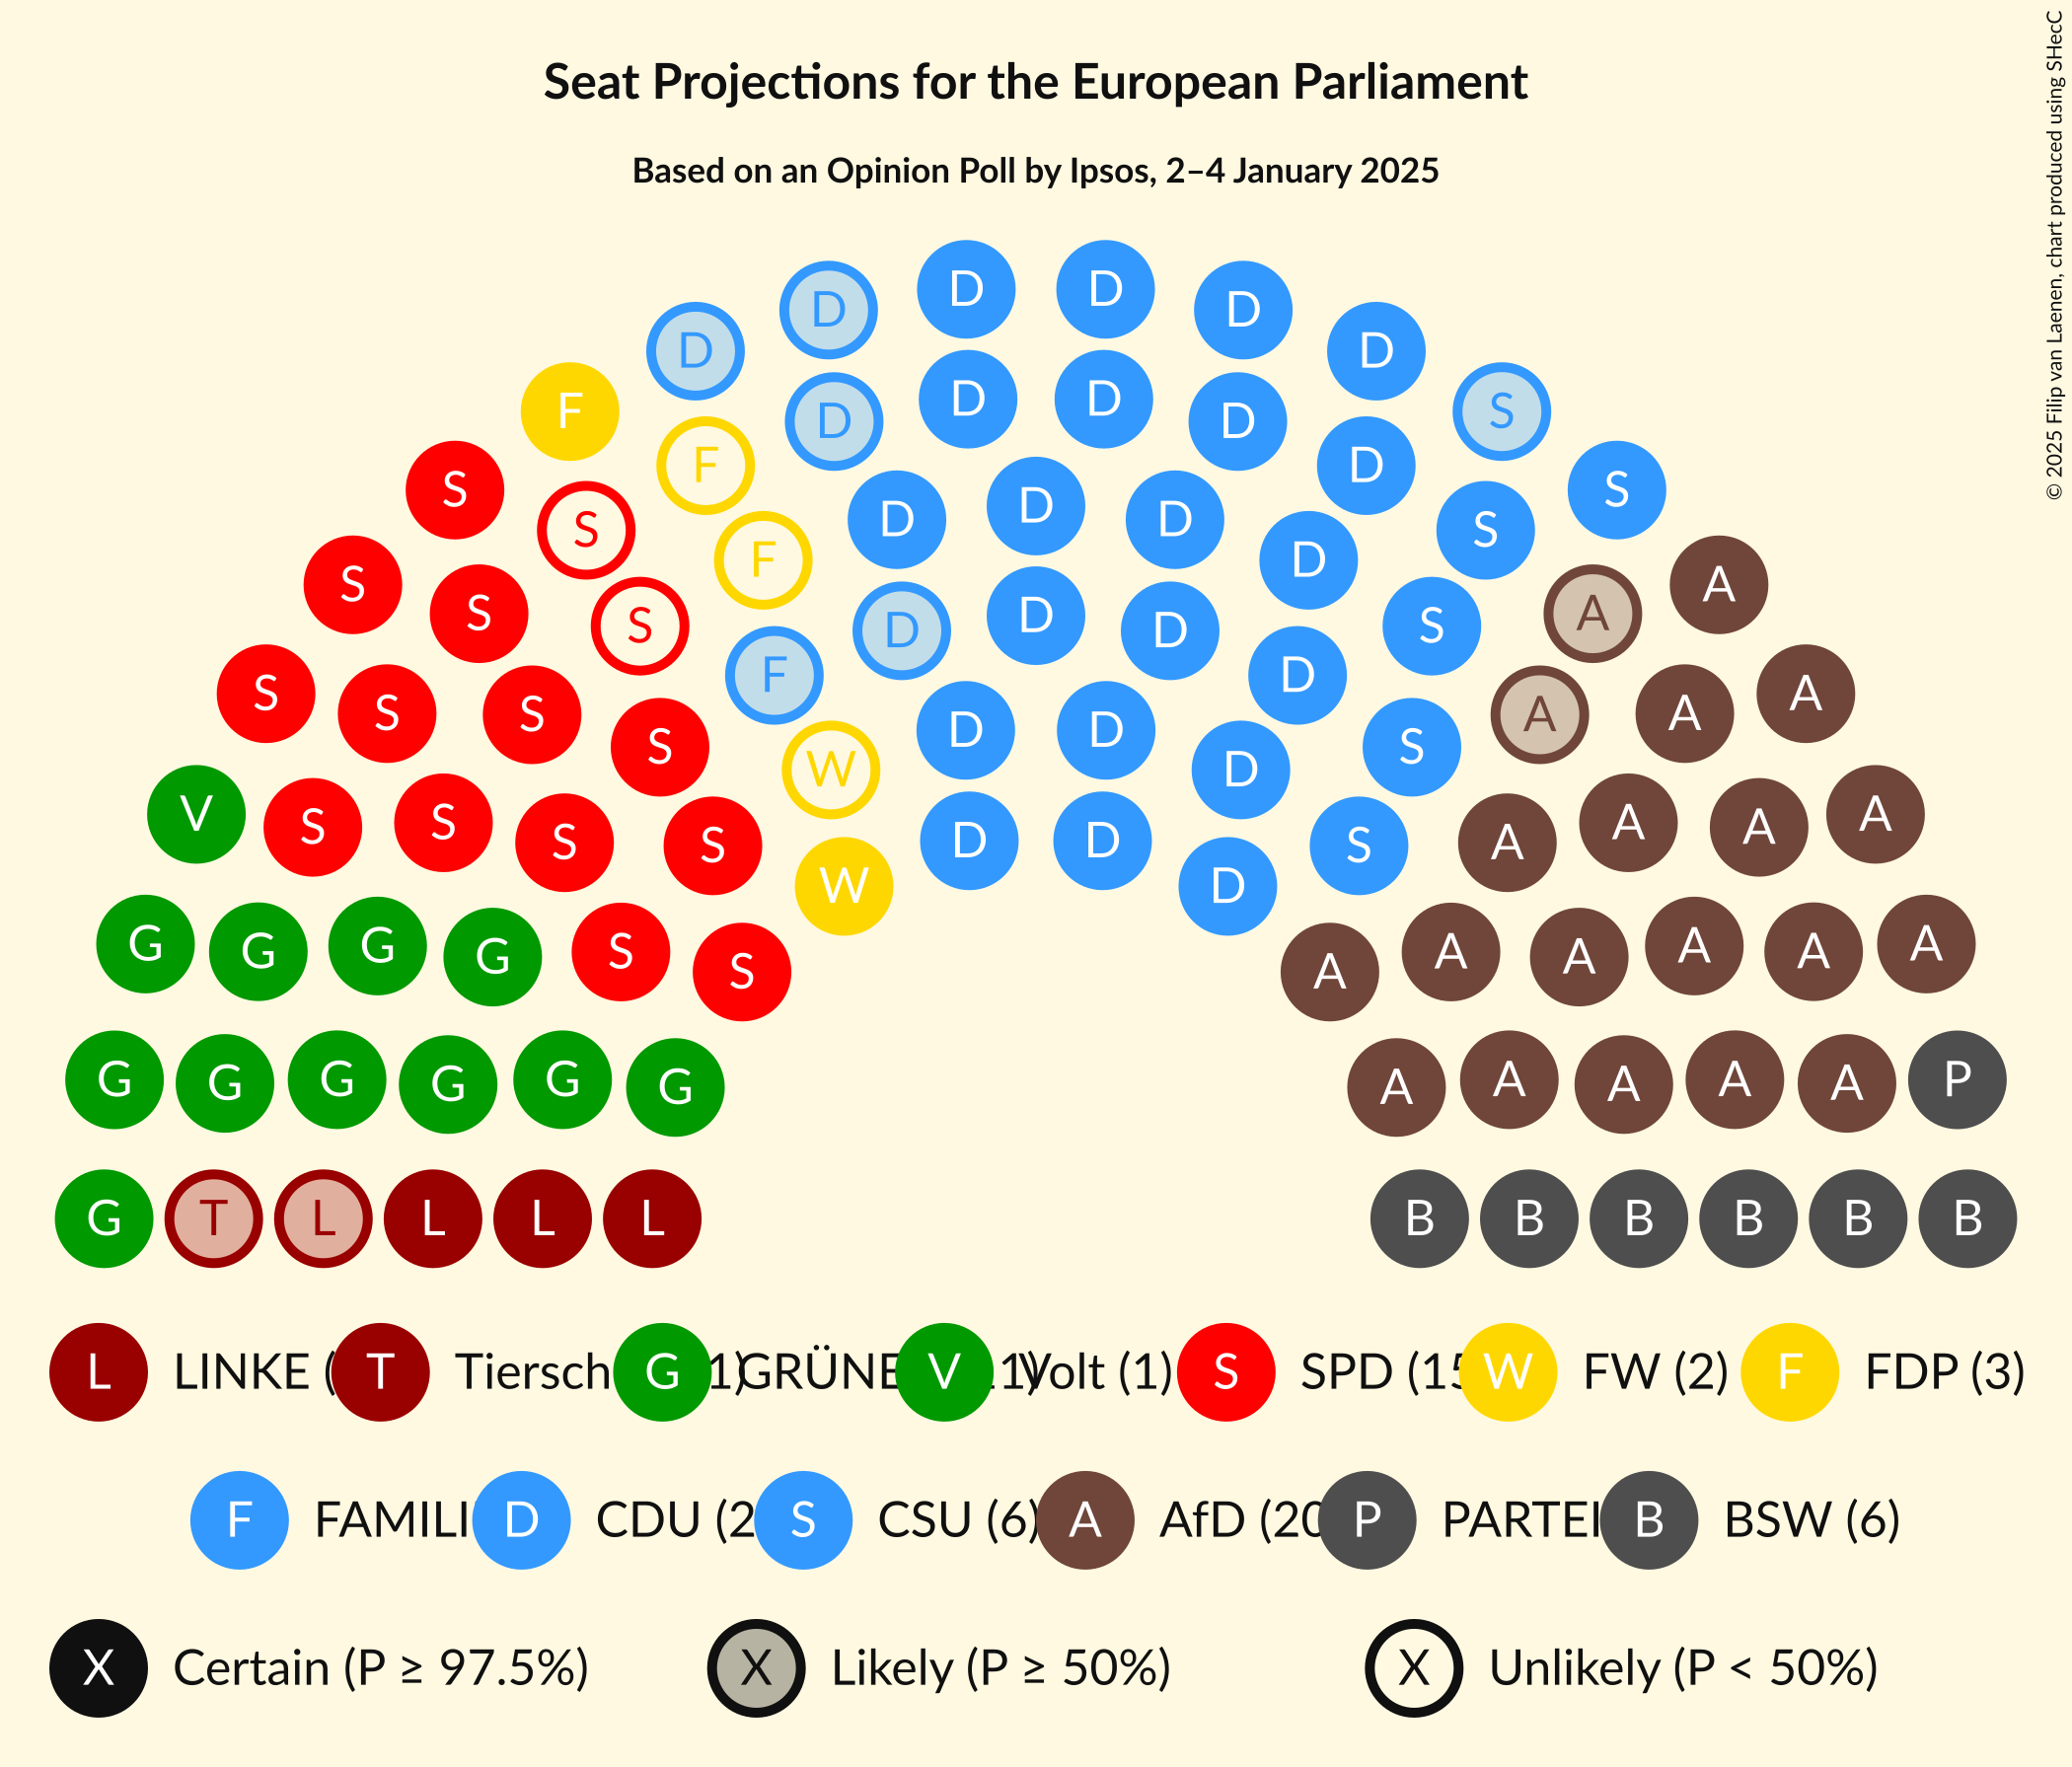 Seat Projections for the European Parliament
Based on an Opinion Poll by Ipsos, 2–4 January 2025
© 2025 Filip van Laenen, chart produced using SHecC
D D D D
D D S
F D D D D D S
S F D D
S F D D D S
S S D D D A
S S S F D D D S A A
S S S W D D D S A A A
V S S S S W D D D S A A A A
G G G G S S A A A A A A
G G G G G G A A A A A P
G T L L L L B B B B B B
L LINKE ( T Tiersch G 1) GRÜNE V 1) Volt (1) S SPD (15 W FW (2) F FDP (3)
F FAMILI D CDU (2 S CSU (6) A AfD (20 P PARTEI B BSW (6)
X Certain (P ≥ 97.5%) X Likely (P ≥ 50%) X Unlikely (P < 50%)